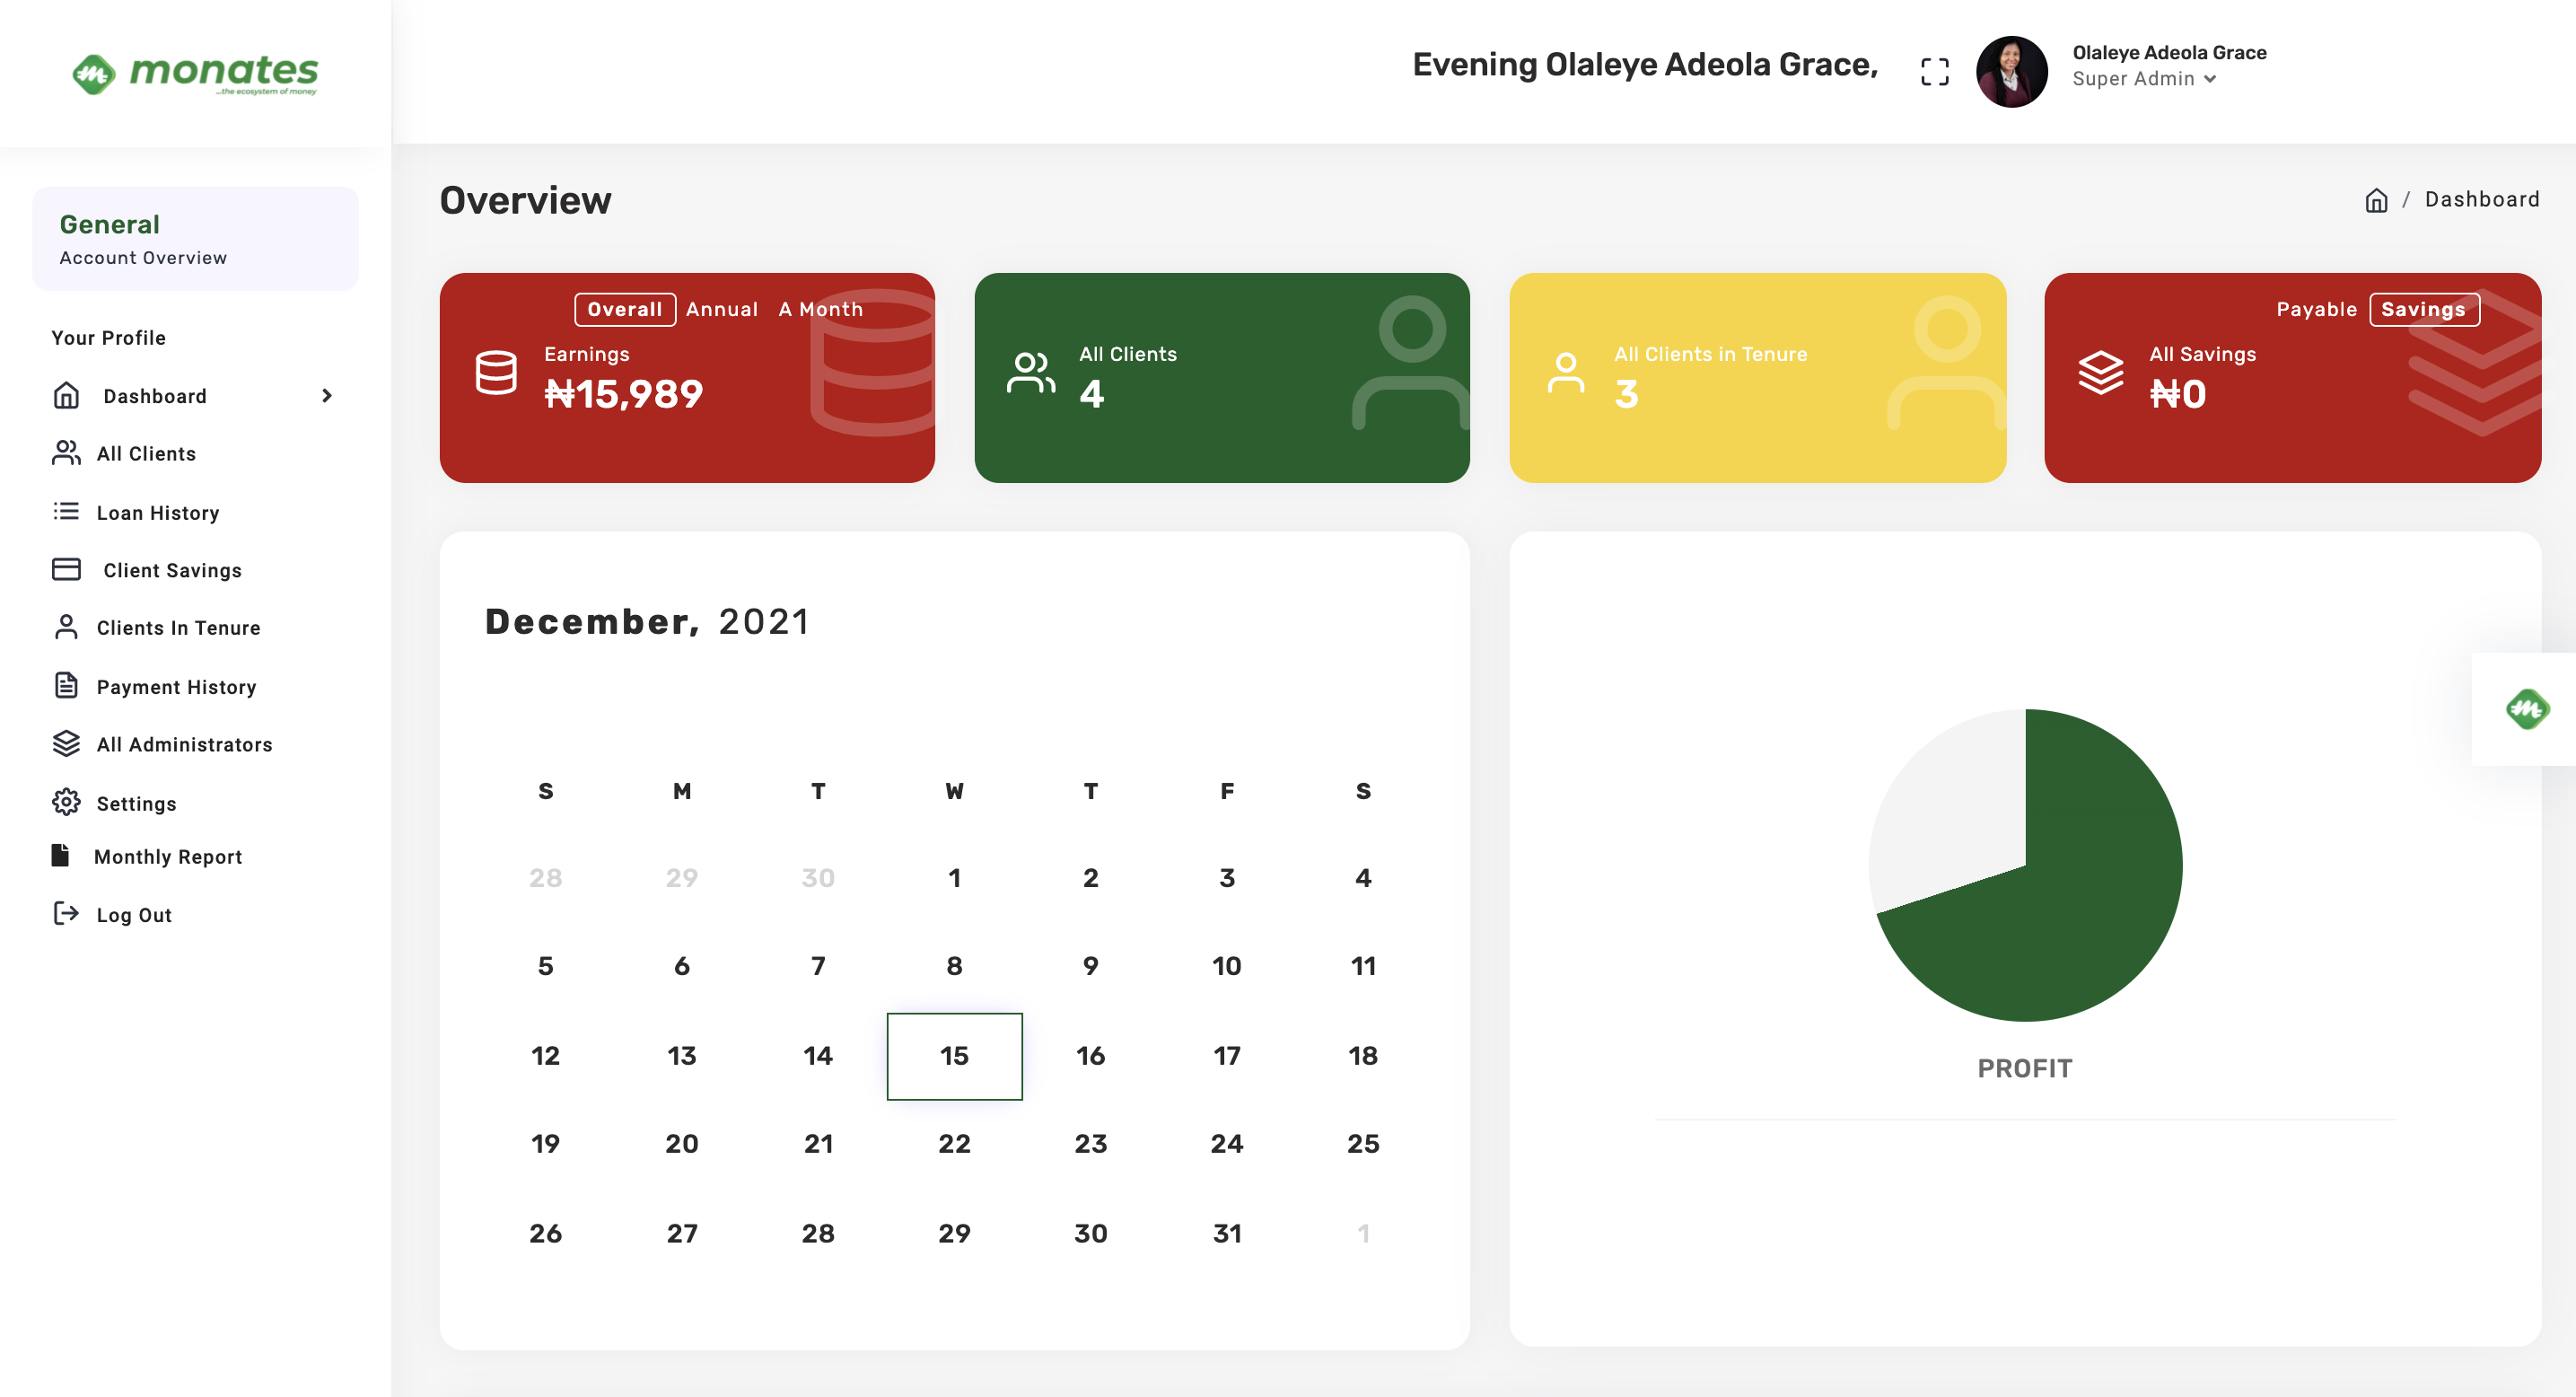 monates
...the ecosystem of money
Evening Olaleye Adeola Grace,
Olaleye Adeola Grace
Super Admin
General
Account Overview
Your Profile
Dashboard
All Clients
Loan History
Client Savings
Clients In Tenure
Payment History
All Administrators
Settings
Monthly Report
Log Out
Overview
/ Dashboard
Overall Annual A Month
Earnings
₦15,989
All Clients
4
All Clients in Tenure
3
Payable Savings
All Savings
₦0
December, 2021
S M T W T F S
28 29 30 1 2 3 4
5 6 7 8 9 10 11
12 13 14 15 16 17 18
19 20 21 22 23 24 25
26 27 28 29 30 31 1
PROFIT